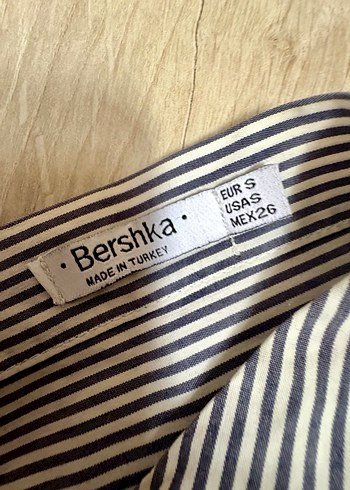 · Bershka ·
MADE IN TURKEY
EUR S
USA S
MEX 26